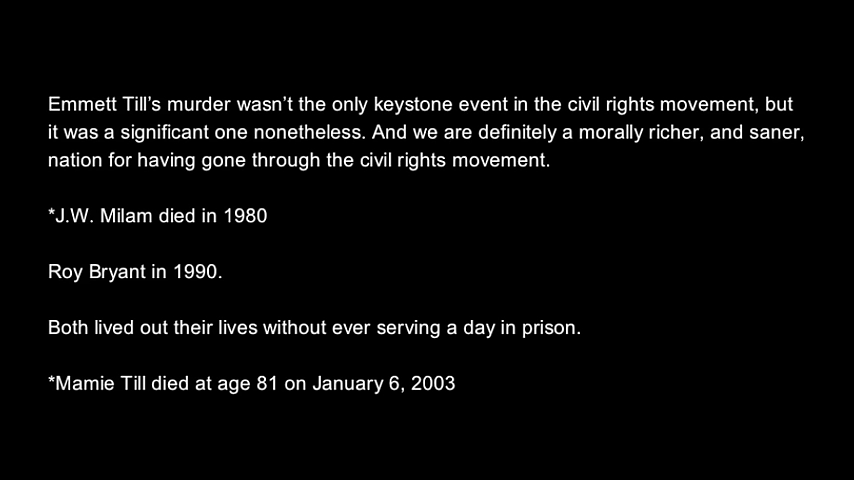 Emmett Till’s murder wasn’t the only keystone event in the civil rights movement, but
it was a significant one nonetheless. And we are definitely a morally richer, and saner,
nation for having gone through the civil rights movement.
*J.W. Milam died in 1980
Roy Bryant in 1990.
Both lived out their lives without ever serving a day in prison.
*Mamie Till died at age 81 on January 6, 2003